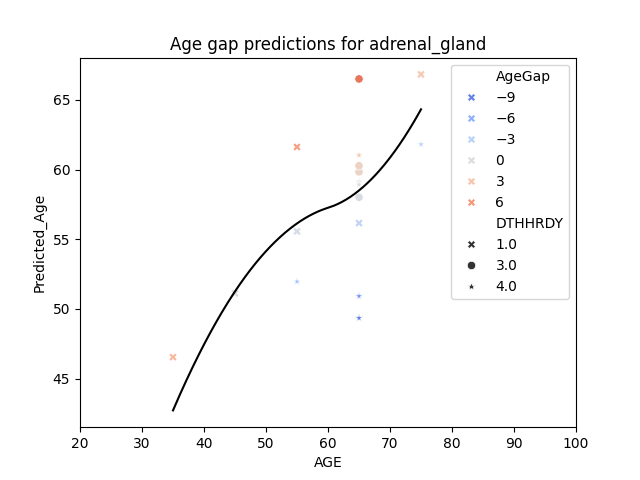 Age gap predictions for adrenal_gland
Predicted_Age
65
60
55
50
45
20 30 40 50 60 70 80 90 100
AGE
AgeGap
−9
−6
−3
0
3
6
DTHHRDY
1.0
3.0
4.0